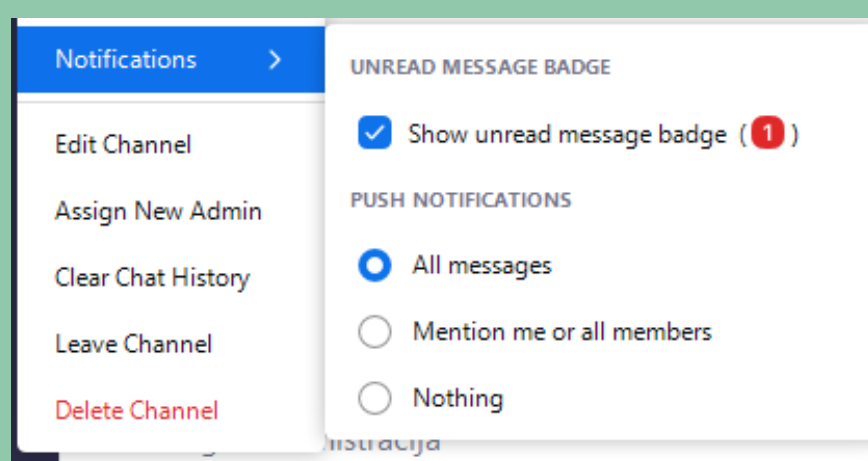 Notifications
Edit Channel
Assign New Admin
Clear Chat History
Leave Channel
Delete Channel
UNREAD MESSAGE BADGE
Show unread message badge (1)
PUSH NOTIFICATIONS
All messages
Mention me or all members
Nothing